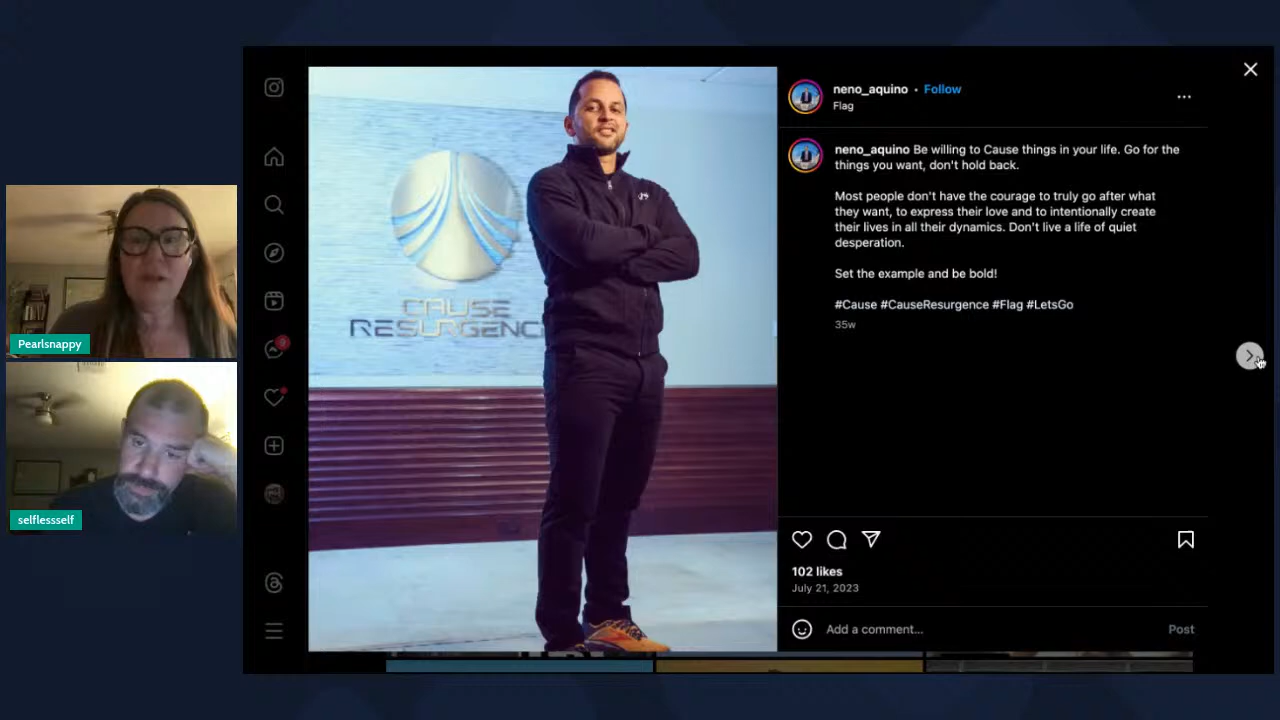 Pearlsnappy
selflessself
CAUSE
RESURGENC
neno_aquino • Follow
Flag
neno_aquino Be willing to Cause things in your life. Go for the
things you want, don't hold back.
Most people don't have the courage to truly go after what
they want, to express their love and to intentionally create
their lives in all their dynamics. Don't live a life of quiet
desperation.
Set the example and be bold!
#Cause #CauseResurgence #Flag #LetsGo
35w
102 likes
July 21, 2023
Add a comment...
Post